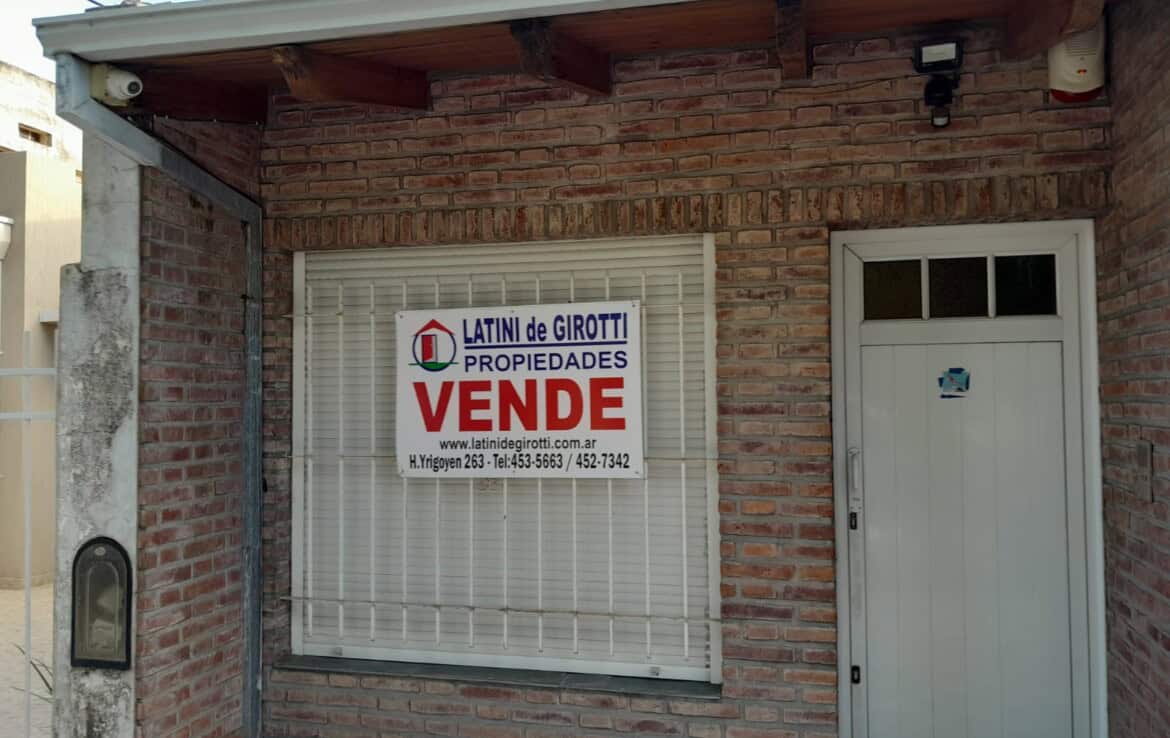 LATINI de GIROTTI
PROPIEDADES
VENDE
www.latinidegirotti.com.ar
H.Yrigoyen 263 - Tel:453-5663 / 452-7342